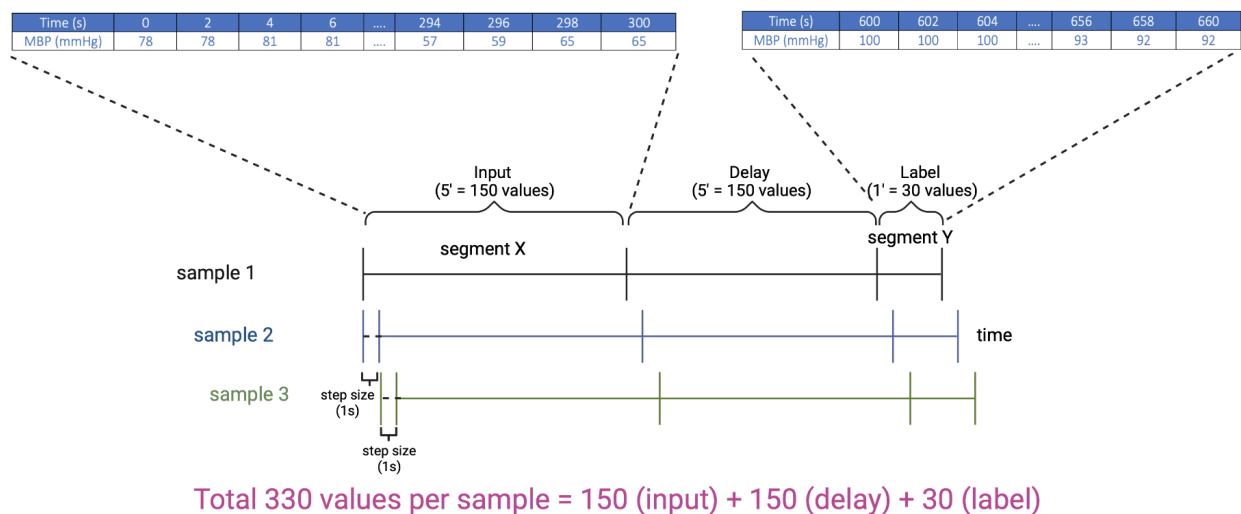 Time (s) 0 2 4 6 .... 294 296 298 300
MBP (mmHg) 78 78 81 81 .... 57 59 65 65
Time (s) 600 602 604 .... 656 658 660
MBP (mmHg) 100 100 100 .... 93 92 92
Input
(5' = 150 values)
Delay
(5' = 150 values)
Label
(1' = 30 values)
segment X
segment Y
sample 1
sample 2
time
sample 3
step size
(1s)
step size
(1s)
Total 330 values per sample = 150 (input) + 150 (delay) + 30 (label)